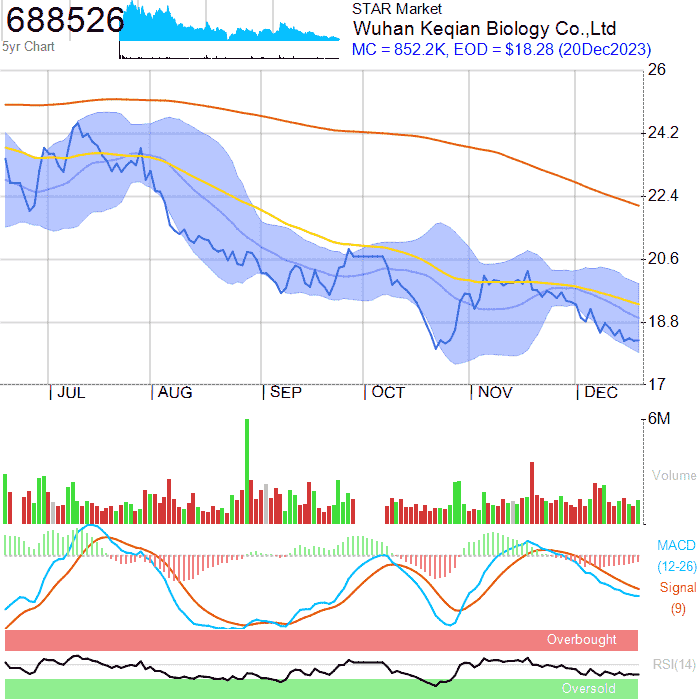 688526
5yr Chart
STAR Market
Wuhan Keqian Biology Co.,Ltd
MC = 852.2K, EOD = $18.28 (20Dec2023)
26
24.2
22.4
20.6
18.8
17
JUL
AUG
SEP
OCT
NOV
DEC
6M
Volume
MACD
(12-26)
Signal
(9)
Overbought
RSI(14)
Oversold